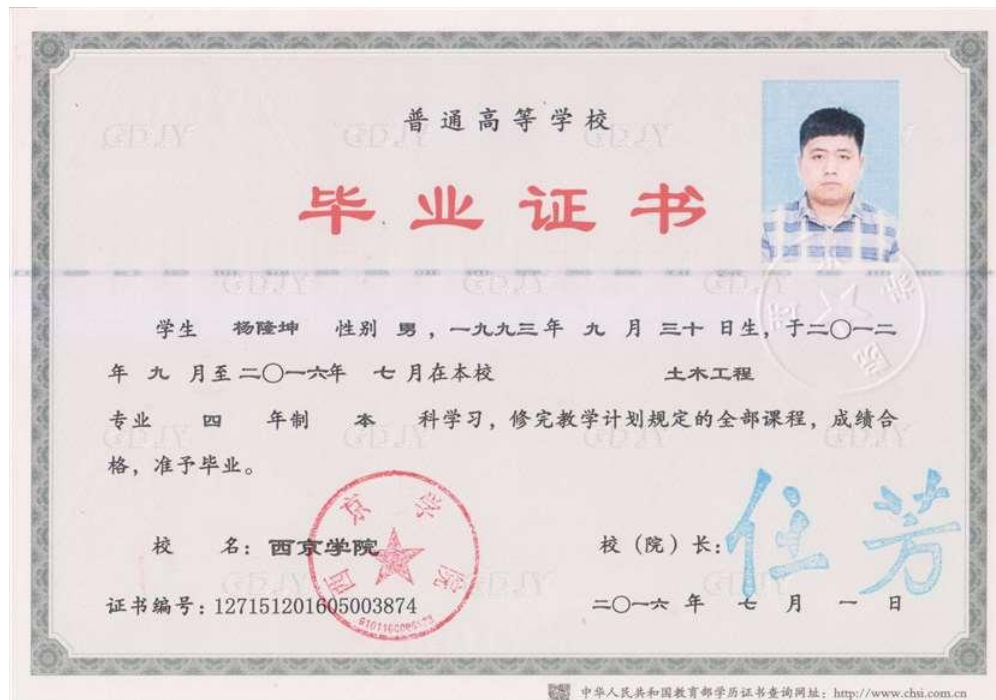 普通高等学校
毕业证书
学生 杨隆坤 性别 男，一九九三年 九 月 三十 日生，于二〇一二
年 九 月至二〇一六年 七 月在本校 土木工程
专业 四 年制 本 科学习，修完教学计划规定的全部课程，成绩合
格，准予毕业。
校 名：西京学院
校（院）长：任芳
西京学院
证书编号：127151201605003874
二〇一六 年 七 月 一 日
中华人民共和国教育部学历证书查询网址：http://www.chsi.com.cn
GDJY